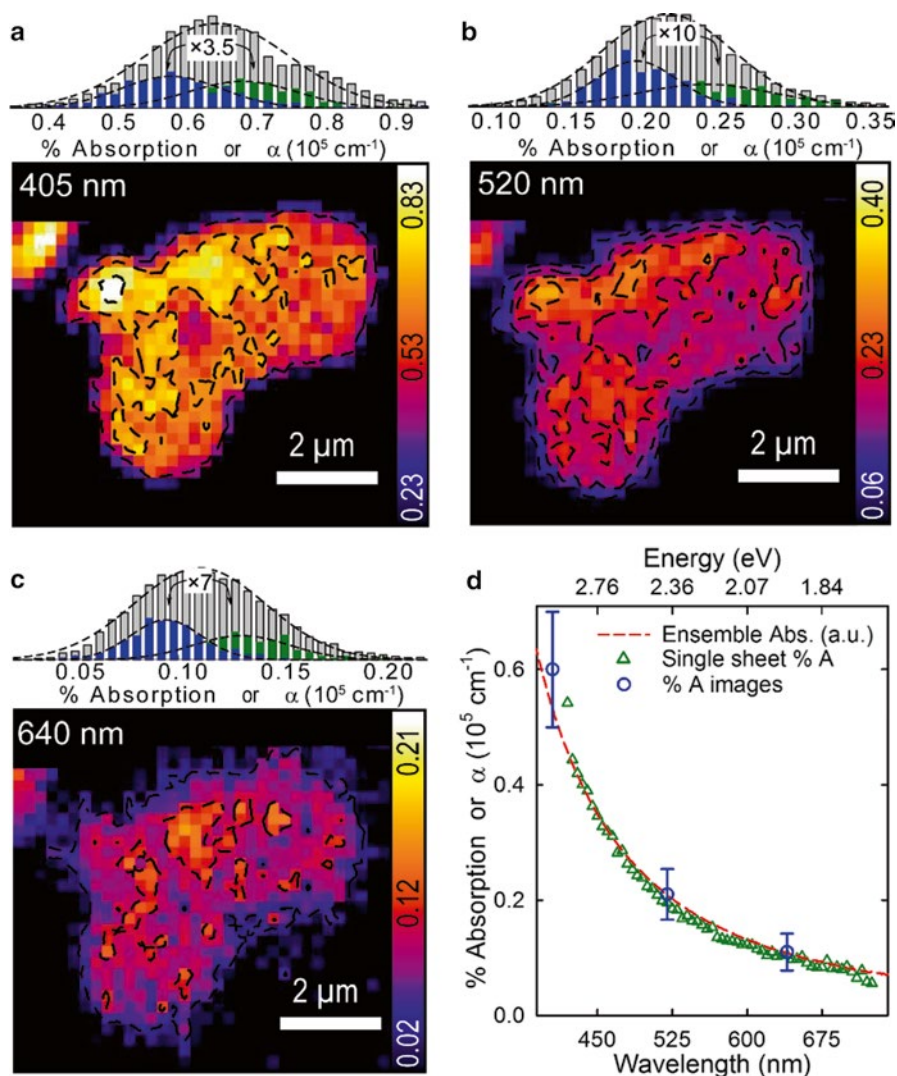 a
×3.5
0.4 0.5 0.6 0.7 0.8 0.9
% Absorption or α (10⁵ cm⁻¹)
405 nm
0.83
0.53
0.23
2 µm
b
×10
0.10 0.15 0.20 0.25 0.30 0.35
% Absorption or α (10⁵ cm⁻¹)
520 nm
0.40
0.23
0.06
2 µm
c
×7
0.05 0.10 0.15 0.20
% Absorption or α (10⁵ cm⁻¹)
640 nm
0.21
0.12
0.02
2 µm
d
Energy (eV)
2.76 2.36 2.07 1.84
Ensemble Abs. (a.u.)
Single sheet % A
% A images
% Absorption or α (10⁵ cm⁻¹)
0.6
0.4
0.2
0.0
450 525 600 675
Wavelength (nm)